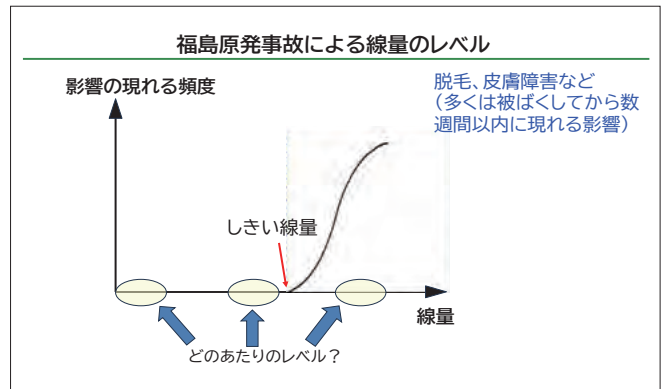 福島原発事故による線量のレベル
影響の現れる頻度
脱毛、皮膚障害など
（多くは被ばくしてから数
週間以内に現れる影響）
しきい線量
線量
どのあたりのレベル？